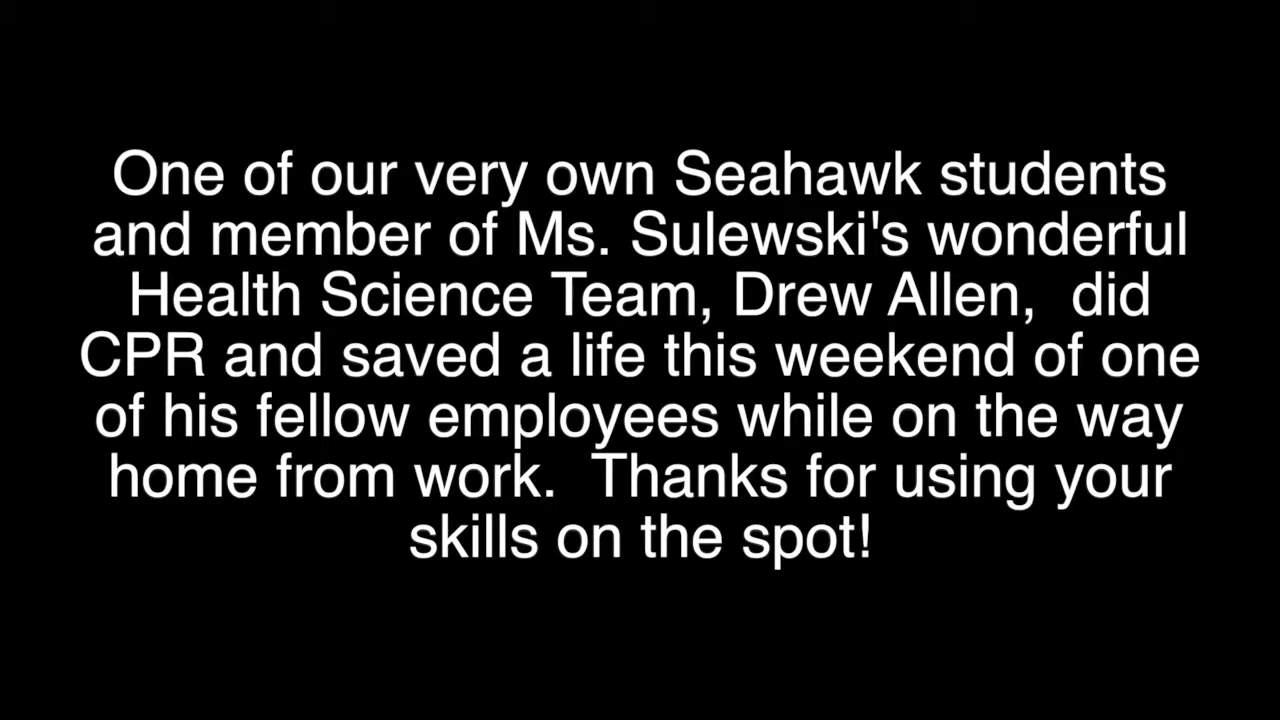 One of our very own Seahawk students
and member of Ms. Sulewski's wonderful
Health Science Team, Drew Allen,  did
CPR and saved a life this weekend of one
of his fellow employees while on the way
home from work.  Thanks for using your
skills on the spot!